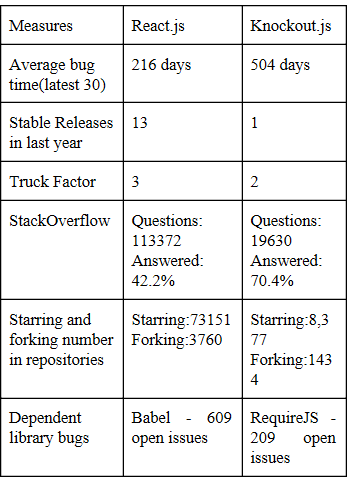 Measures React.js Knockout.js
Average bug time(latest 30) 216 days 504 days
Stable Releases in last year 13 1
Truck Factor 3 2
StackOverflow Questions: 113372 Answered: 42.2% Questions: 19630 Answered: 70.4%
Starring and forking number in repositories Starring:73151 Forking:3760 Starring:8,377 Forking:1434
Dependent library bugs Babel - 609 open issues RequireJS - 209 open issues